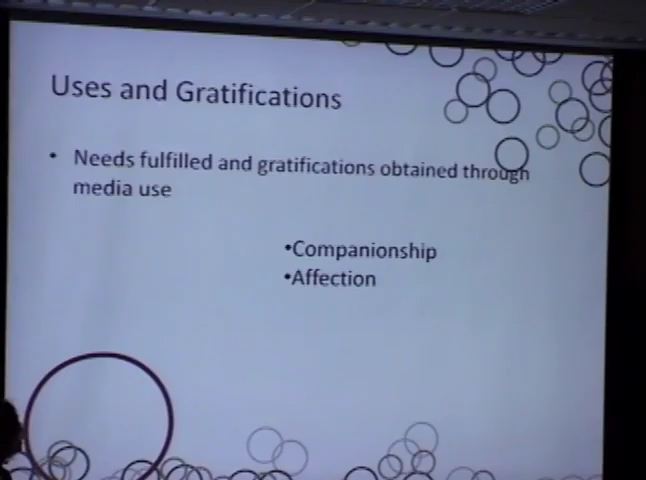 Uses and Gratifications
• Needs fulfilled and gratifications obtained through
media use
•Companionship
•Affection